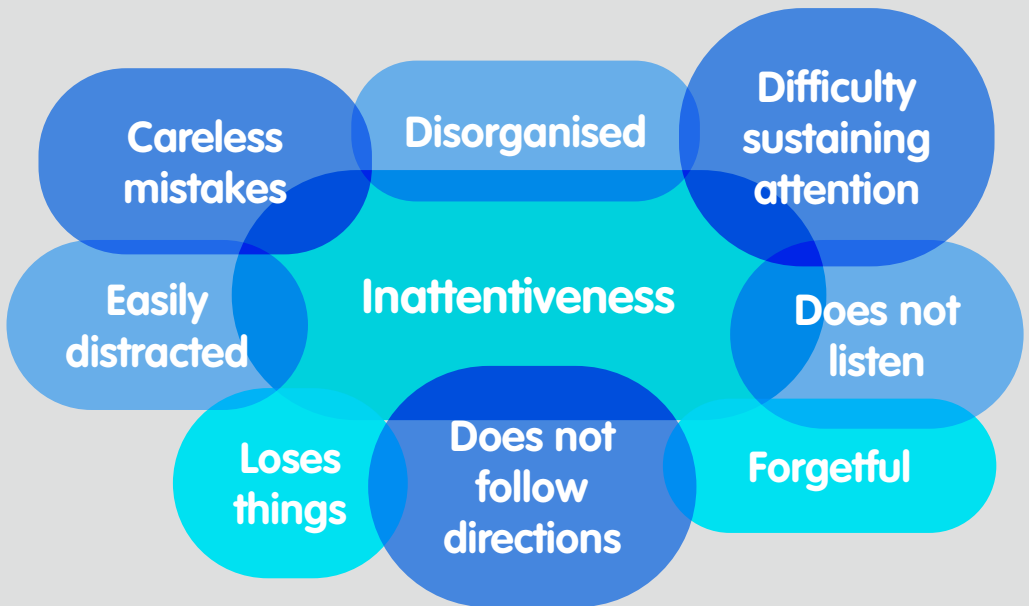 Careless
mistakes
Disorganised
Difficulty
sustaining
attention
Easily
distracted
Inattentiveness
Does not
listen
Loses
things
Does not
follow
directions
Forgetful